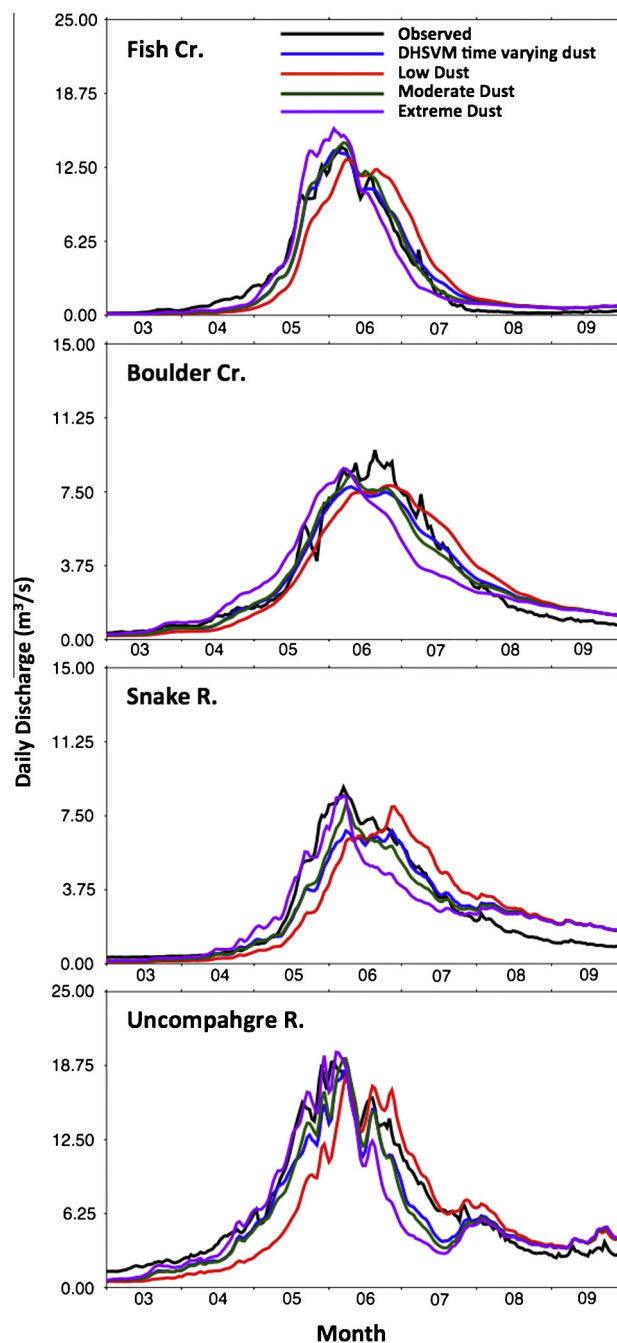 25.00
Fish Cr.
Observed
DHSVM time varying dust
Low Dust
Moderate Dust
Extreme Dust
18.75
12.50
6.25
0.00
03 04 05 06 07 08 09
15.00
Boulder Cr.
11.25
7.50
3.75
0.00
03 04 05 06 07 08 09
Daily Discharge (m³/s)
15.00
Snake R.
11.25
7.50
3.75
0.00
03 04 05 06 07 08 09
25.00
Uncompahgre R.
18.75
12.50
6.25
0.00
03 04 05 06 07 08 09
Month